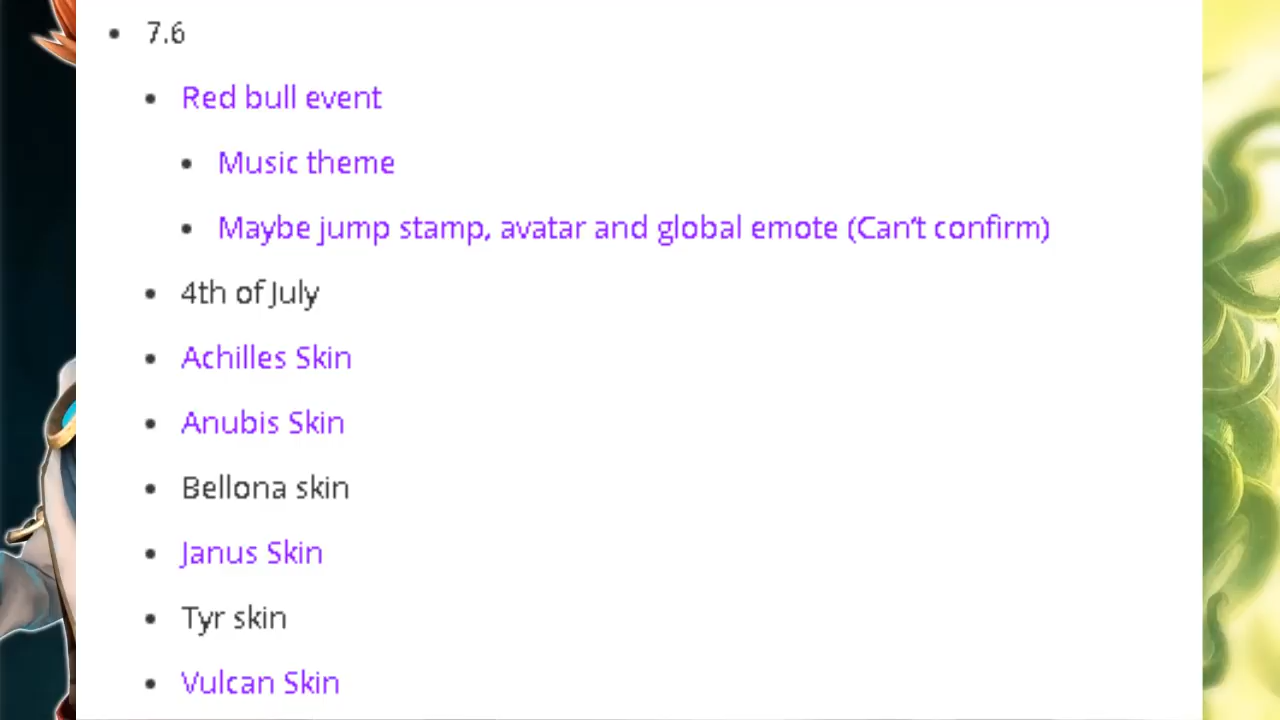 7.6
Red bull event
Music theme
Maybe jump stamp, avatar and global emote (Can't confirm)
4th of July
Achilles Skin
Anubis Skin
Bellona skin
Janus Skin
Tyr skin
Vulcan Skin